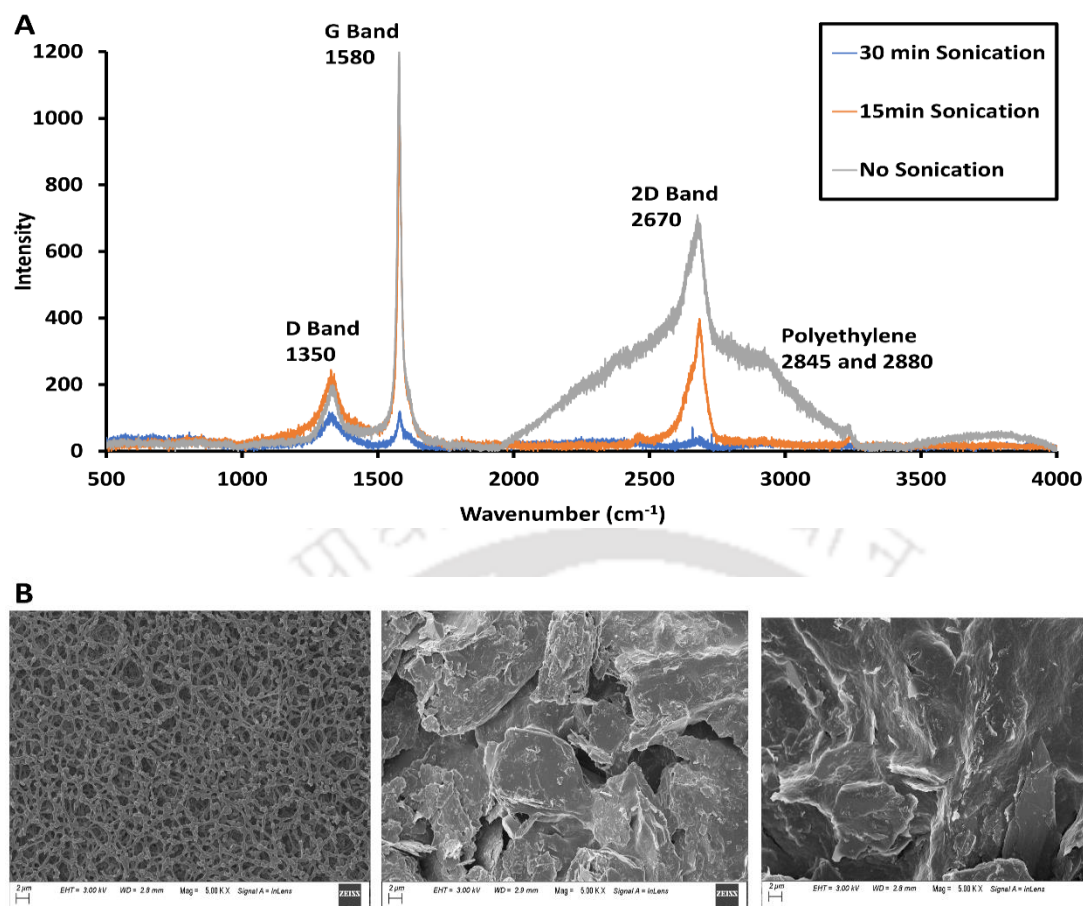 A
G Band
1580
30 min Sonication
15min Sonication
No Sonication
2D Band
2670
D Band
1350
Polyethylene
2845 and 2880
Intensity
1200
1000
800
600
400
200
0
500 1000 1500 2000 2500 3000 3500 4000
Wavenumber (cm⁻¹)
B
2 µm EHT = 3.00 kV WD = 2.8 mm Mag = 5.00 K X Signal A = InLens ZEISS
2 µm EHT = 3.00 kV WD = 2.9 mm Mag = 5.00 K X Signal A = InLens ZEISS
2 µm EHT = 3.00 kV WD = 2.8 mm Mag = 5.00 K X Signal A = InLens ZEISS